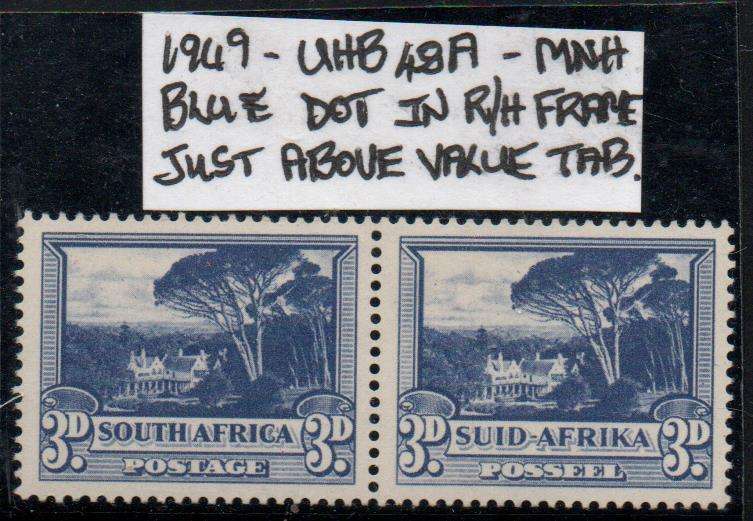 1949 - UHB 48A - MNH
BLUE DOT IN R/H FRAME
JUST ABOVE VALUE TAB.
3D. SOUTH AFRICA 3D.
POSTAGE
3D. SUID-AFRIKA 3D.
POSSEEL